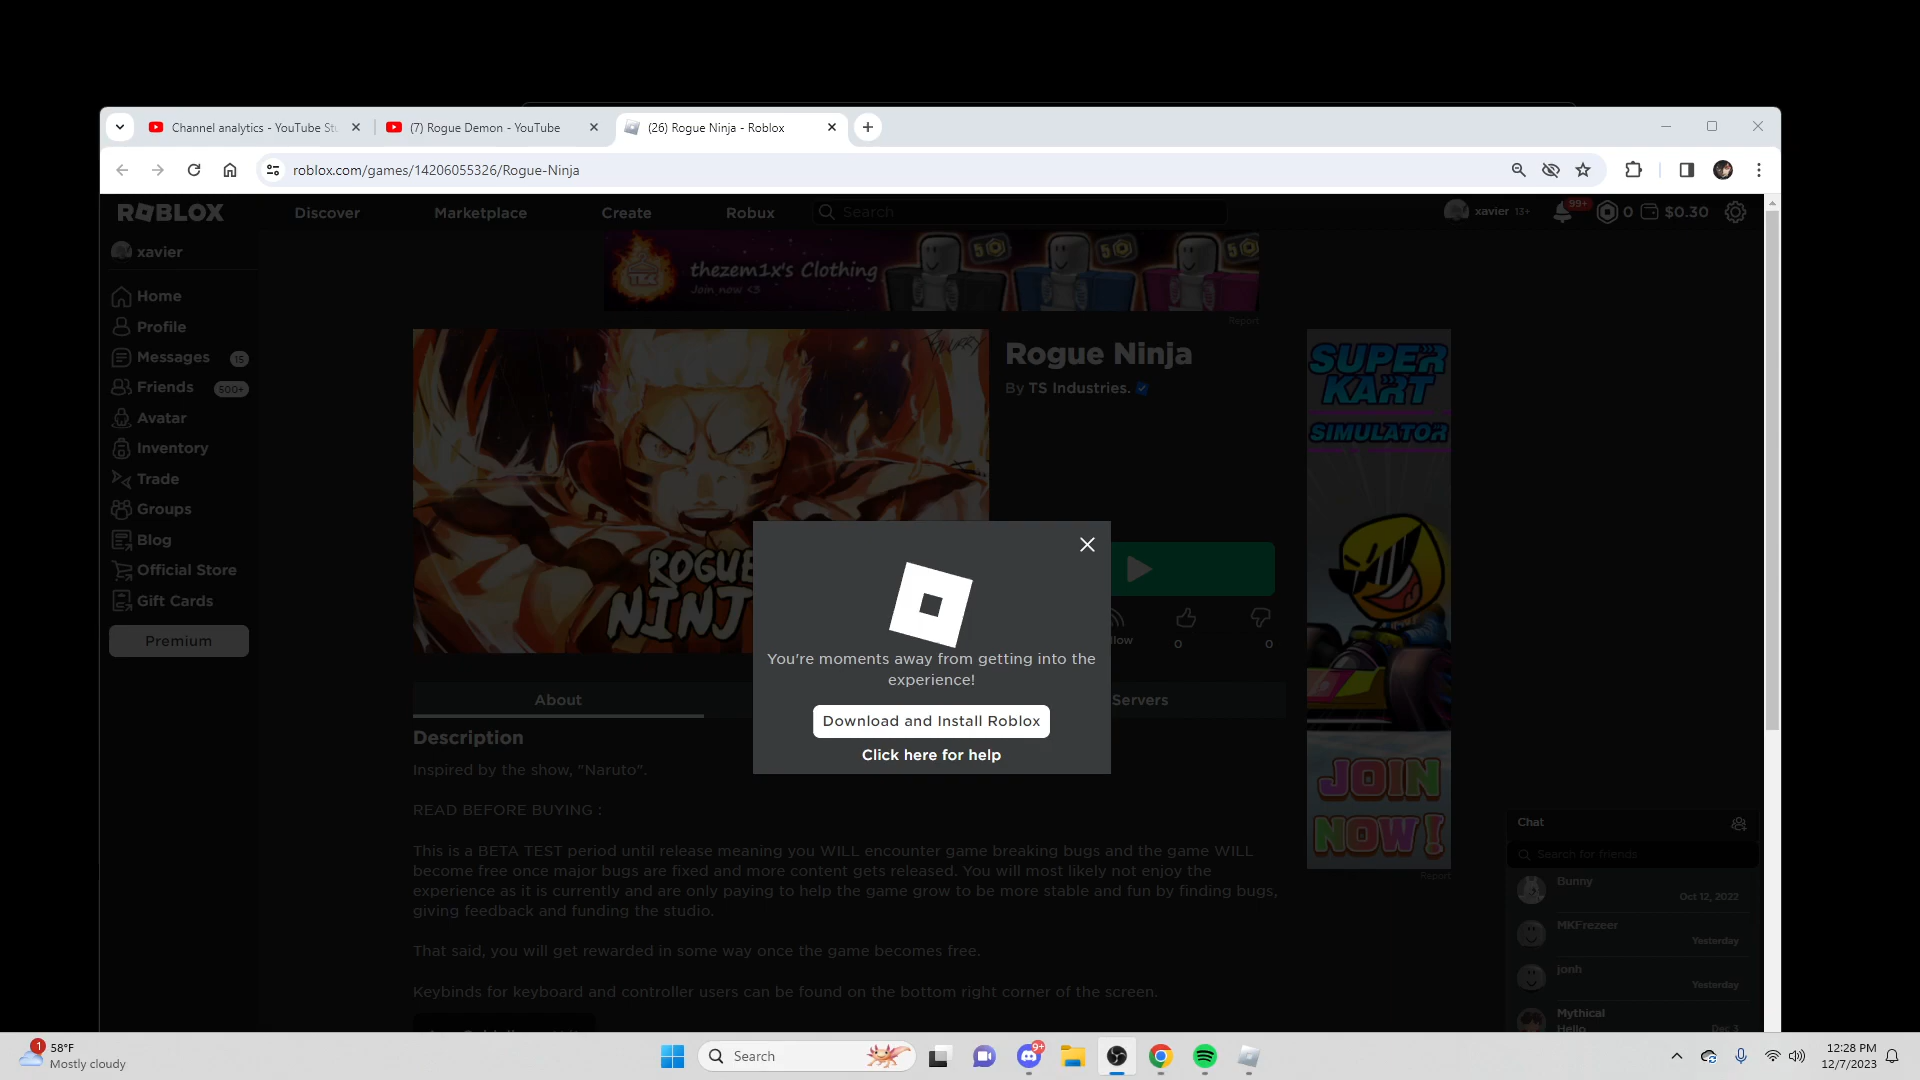 Channel analytics - YouTube Stu
(7) Rogue Demon - YouTube
(26) Rogue Ninja - Roblox
roblox.com/games/14206055326/Rogue-Ninja
ROBLOX
Discover
Marketplace
Create
Robux
Search
xavier 13+
99+
0
$0.30
xavier
Home
Profile
Messages 15
Friends 500+
Avatar
Inventory
Trade
Groups
Blog
Official Store
Gift Cards
Premium
TEC
thezem1x's Clothing
Join now <3
5
5
5
Report
ROGUE
NINJ
Rogue Ninja
By TS Industries.
llow
0
0
You're moments away from getting into the
experience!
Download and Install Roblox
Click here for help
About
Servers
Description
Inspired by the show, "Naruto".
READ BEFORE BUYING :
This is a BETA TEST period until release meaning you WILL encounter game breaking bugs and the game WILL
become free once major bugs are fixed and more content gets released. You will most likely not enjoy the
experience as it is currently and are only paying to help the game grow to be more stable and fun by finding bugs,
giving feedback and funding the studio.
That said, you will get rewarded in some way once the game becomes free.
Keybinds for keyboard and controller users can be found on the bottom right corner of the screen.
SUPER
KART
SIMULATOR
JOIN
NOW!
Report
Chat
Search for friends
Bunny
Oct 12, 2022
MKFrezeer
Yesterday
jonh
Yesterday
Mythical
Hello
Dec 3
1
58°F
Mostly cloudy
Search
9+
12:28 PM
12/7/2023